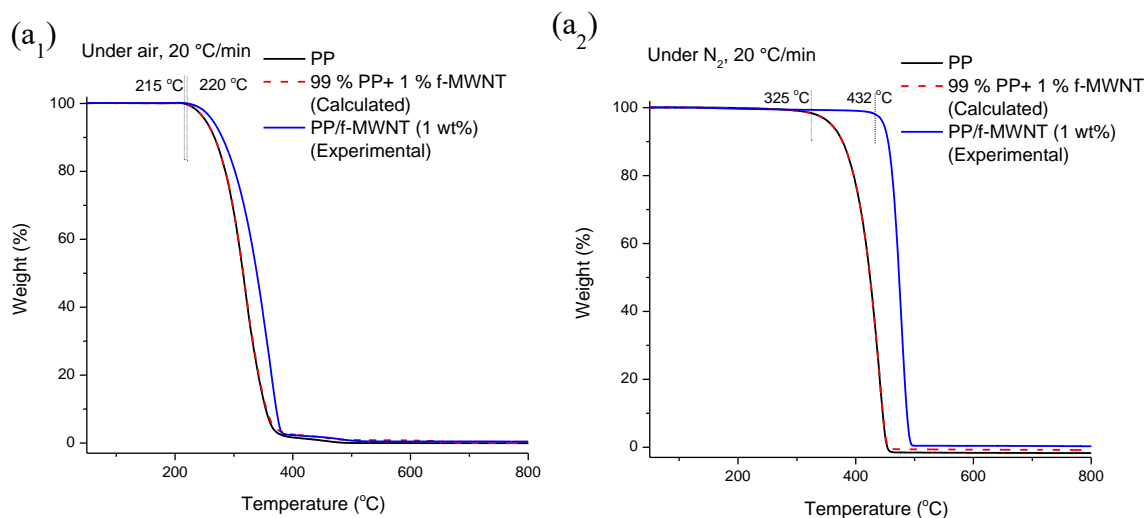 (a₁)
Under air, 20 °C/min
PP
99 % PP+ 1 % f-MWNT
(Calculated)
PP/f-MWNT (1 wt%)
(Experimental)
215 °C
220 °C
100
80
60
40
20
0
Weight (%)
200
400
600
800
Temperature (°C)
(a₂)
Under N₂, 20 °C/min
PP
99 % PP+ 1 % f-MWNT
(Calculated)
PP/f-MWNT (1 wt%)
(Experimental)
325 °C
432 °C
100
80
60
40
20
0
Weight (%)
200
400
600
800
Temperature (°C)